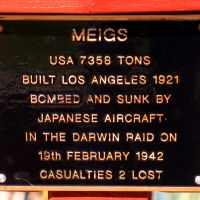 MEIGS
USA 7358 TONS
BUILT LOS ANGELES 1921
BOMBED AND SUNK BY
JAPANESE AIRCRAFT
IN THE DARWIN RAID ON
19th FEBRUARY 1942
CASUALTIES 2 LOST